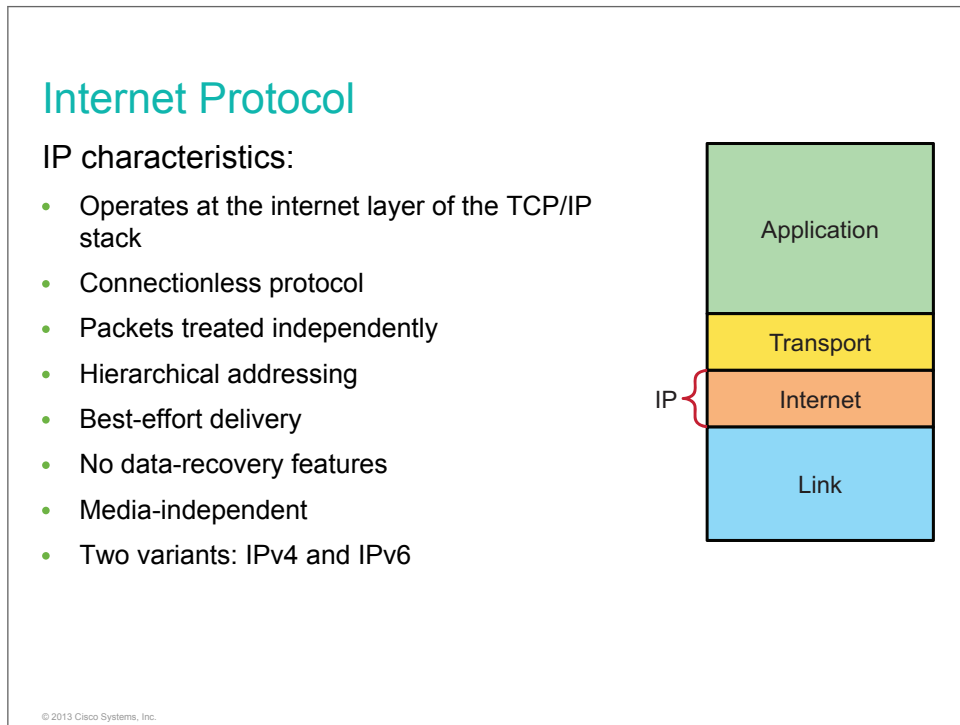 Internet Protocol
IP characteristics:
• Operates at the internet layer of the TCP/IP
stack
• Connectionless protocol
• Packets treated independently
• Hierarchical addressing
• Best-effort delivery
• No data-recovery features
• Media-independent
• Two variants: IPv4 and IPv6
Application
Transport
IP
Internet
Link
© 2013 Cisco Systems, Inc.